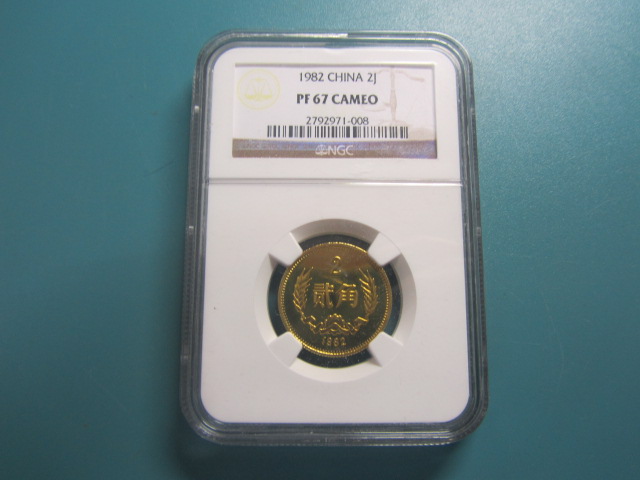 1982 CHINA 2J
PF 67 CAMEO
2792971-008
NGC
2
贰角
1982